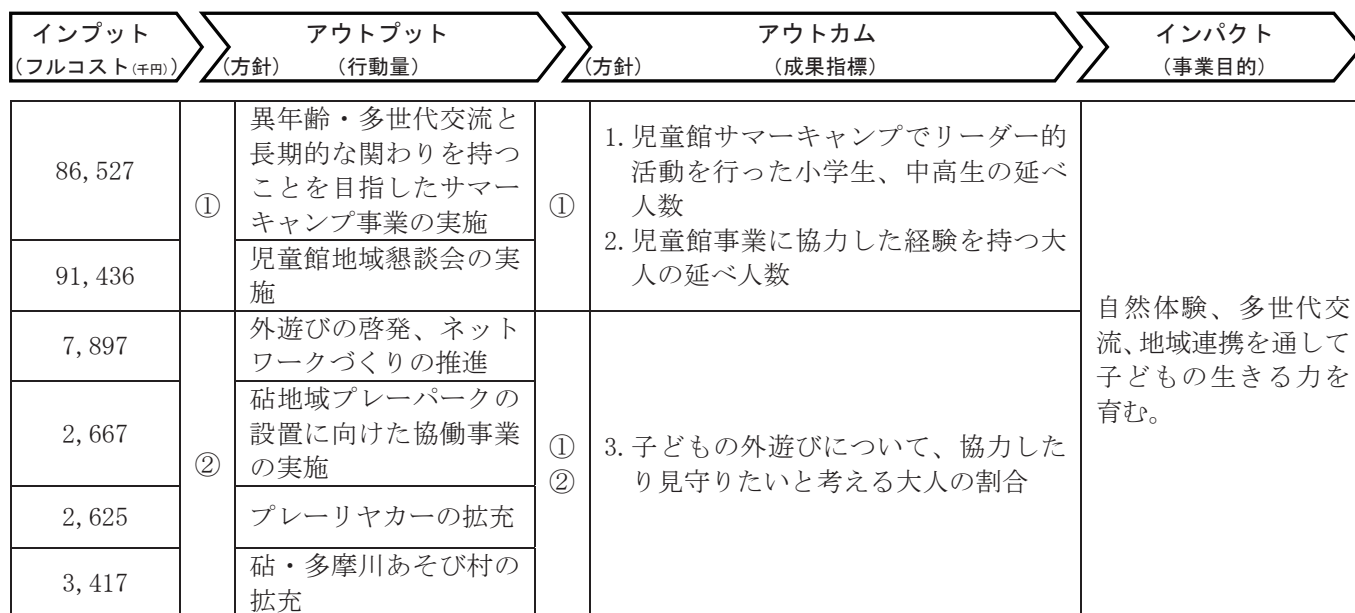 インプット
(フルコスト(千円))
アウトプット
(方針) (行動量)
アウトカム
(方針) (成果指標)
インパクト
(事業目的)
86,527
①
異年齢・多世代交流と
長期的な関わりを持つ
ことを目指したサマー
キャンプ事業の実施
91,436
児童館地域懇談会の実
施
①
1.児童館サマーキャンプでリーダー的
活動を行った小学生、中高生の延べ
人数
2.児童館事業に協力した経験を持つ大
人の延べ人数
7,897
②
外遊びの啓発、ネット
ワークづくりの推進
2,667
砧地域プレーパークの
設置に向けた協働事業
の実施
2,625
プレーリヤカーの拡充
3,417
砧・多摩川あそび村の
拡充
①
②
3.子どもの外遊びについて、協力した
り見守りたいと考える大人の割合
自然体験、多世代交
流、地域連携を通して
子どもの生きる力を
育む。